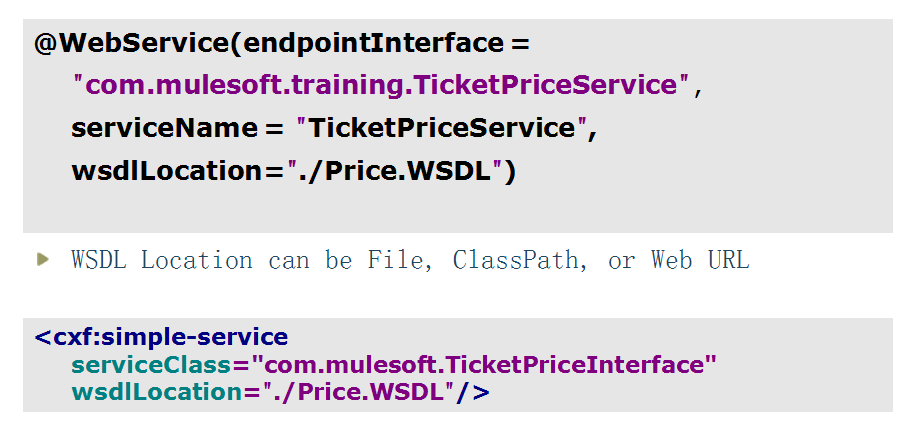 @WebService(endpointInterface =
"com.mulesoft.training.TicketPriceService",
serviceName = "TicketPriceService",
wsdlLocation="./Price.WSDL")
WSDL Location can be File, ClassPath, or Web URL
<cxf:simple-service
serviceClass="com.mulesoft.TicketPriceInterface"
wsdlLocation="./Price.WSDL"/>